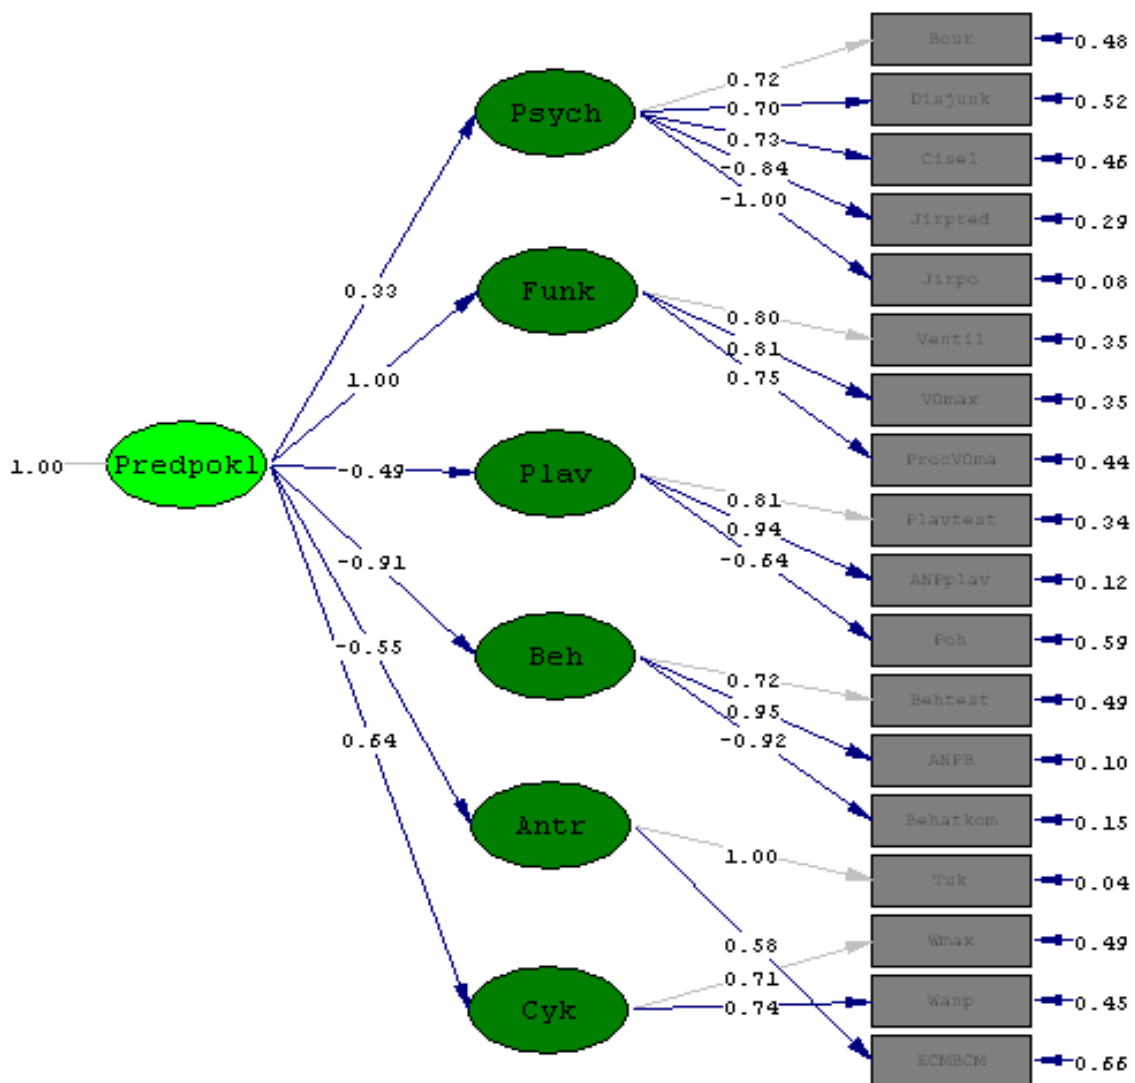 Bour
0.48
0.72
Psych
0.70
Disjunk
0.52
0.73
Cisel
0.46
-0.84
-1.00
Jirpred
0.29
Jirpo
0.08
0.33
Funk
0.80
Ventil
0.35
0.81
1.00
0.75
VOmax
0.35
ProcVOma
0.44
1.00
Predpokl
-0.49
Plav
0.81
Plavtest
0.34
0.94
-0.64
ANPplav
0.12
-0.91
Poh
0.59
-0.55
Beh
0.72
Behtest
0.49
0.95
-0.92
ANPB
0.10
0.64
Behatkom
0.15
Antr
1.00
Tuk
0.04
0.58
Wmax
0.49
0.71
Cyk
0.74
Wanp
0.45
ECMBCM
0.66